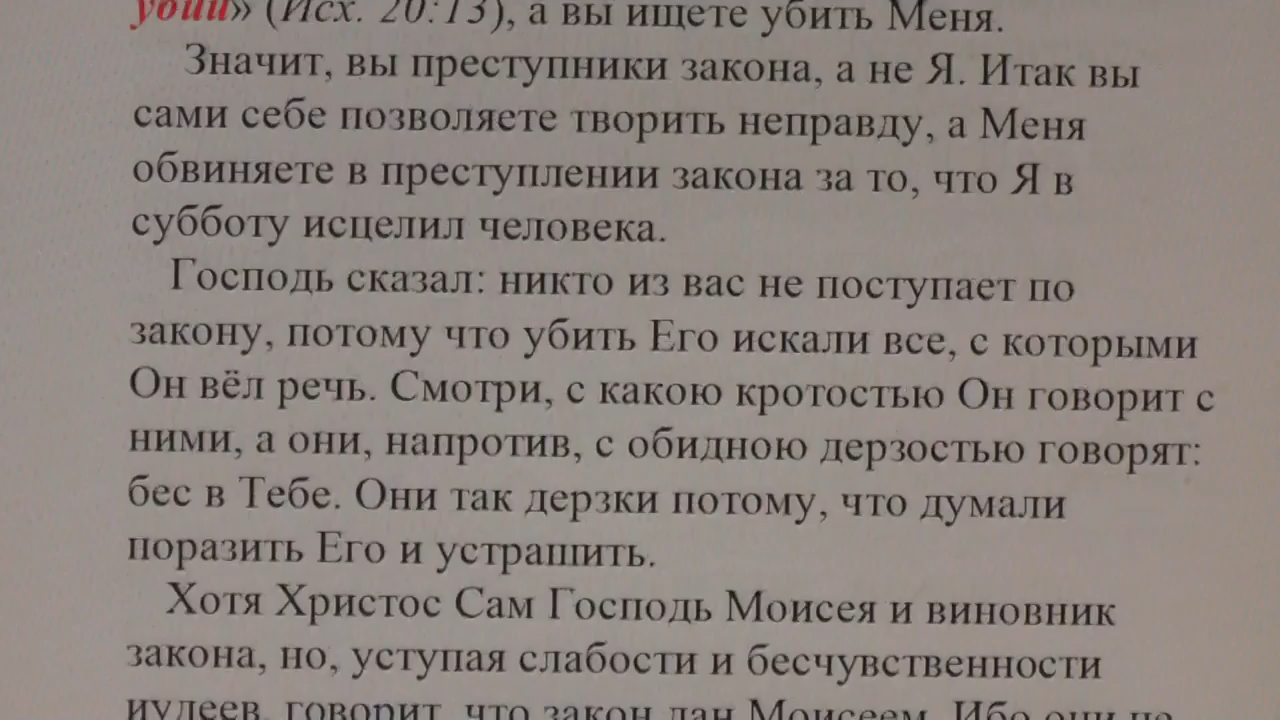 убий» (Исх. 20:13), а вы ищете убить Меня.
Значит, вы преступники закона, а не Я. Итак вы
сами себе позволяете творить неправду, а Меня
обвиняете в преступлении закона за то, что Я в
субботу исцелил человека.
Господь сказал: никто из вас не поступает по
закону, потому что убить Его искали все, с которыми
Он вёл речь. Смотри, с какою кротостью Он говорит с
ними, а они, напротив, с обидною дерзостью говорят:
бес в Тебе. Они так дерзки потому, что думали
поразить Его и устрашить.
Хотя Христос Сам Господь Моисея и виновник
закона, но, уступая слабости и бесчувственности
иудеев, говорит, что закон дан Моисеем. Ибо они не